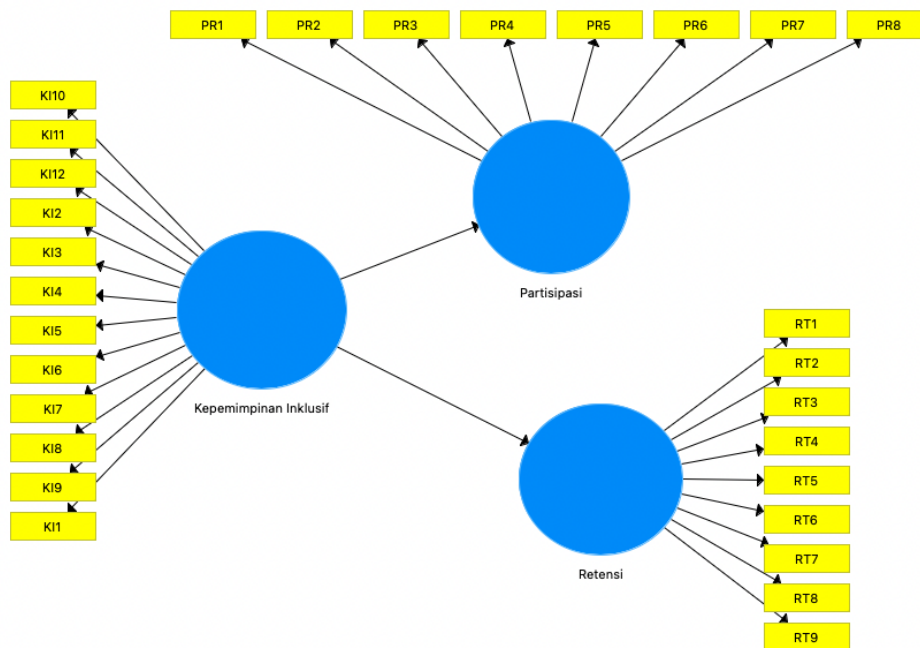 PR1 PR2 PR3 PR4 PR5 PR6 PR7 PR8
KI10
KI11
KI12
KI2
KI3
KI4
KI5
KI6
KI7
KI8
KI9
KI1
Kepemimpinan Inklusif
Partisipasi
RT1
RT2
RT3
RT4
RT5
RT6
RT7
RT8
RT9
Retensi